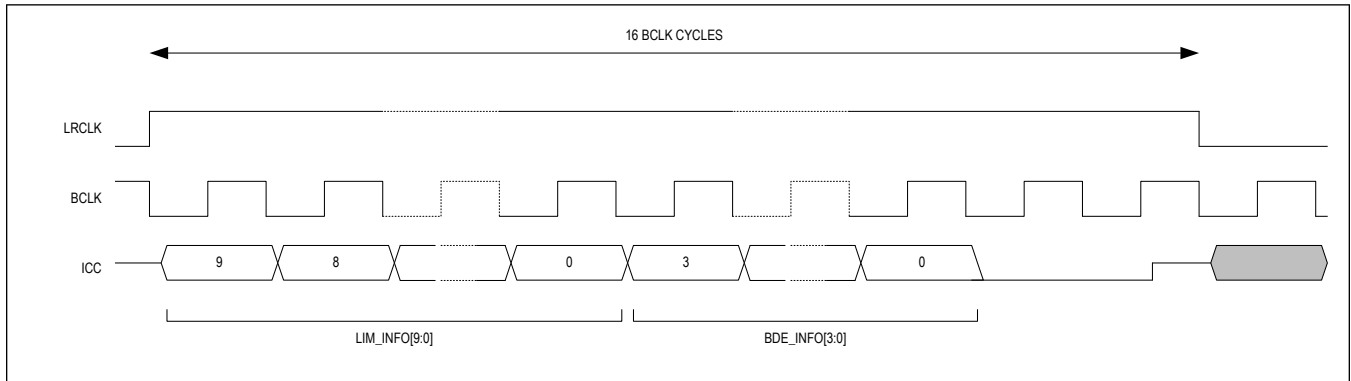 16 BCLK CYCLES
LRCLK
BCLK
ICC
9 8 0 3 0
LIM_INFO[9:0] BDE_INFO[3:0]